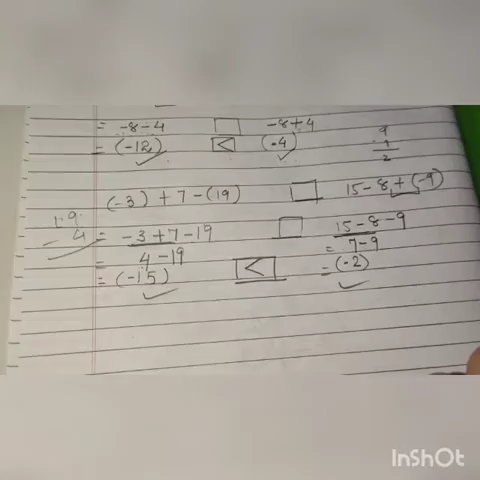 = -8-4 □ -8+4
= (-12) < (-4)
9
1
2
(-3) + 7 - (19) □ 15-8+(-9)
19
- 4
= -3+7-19 □ 15-8-9
= 4-19 = 7-9
= (-15) < = (-2)
InShOt